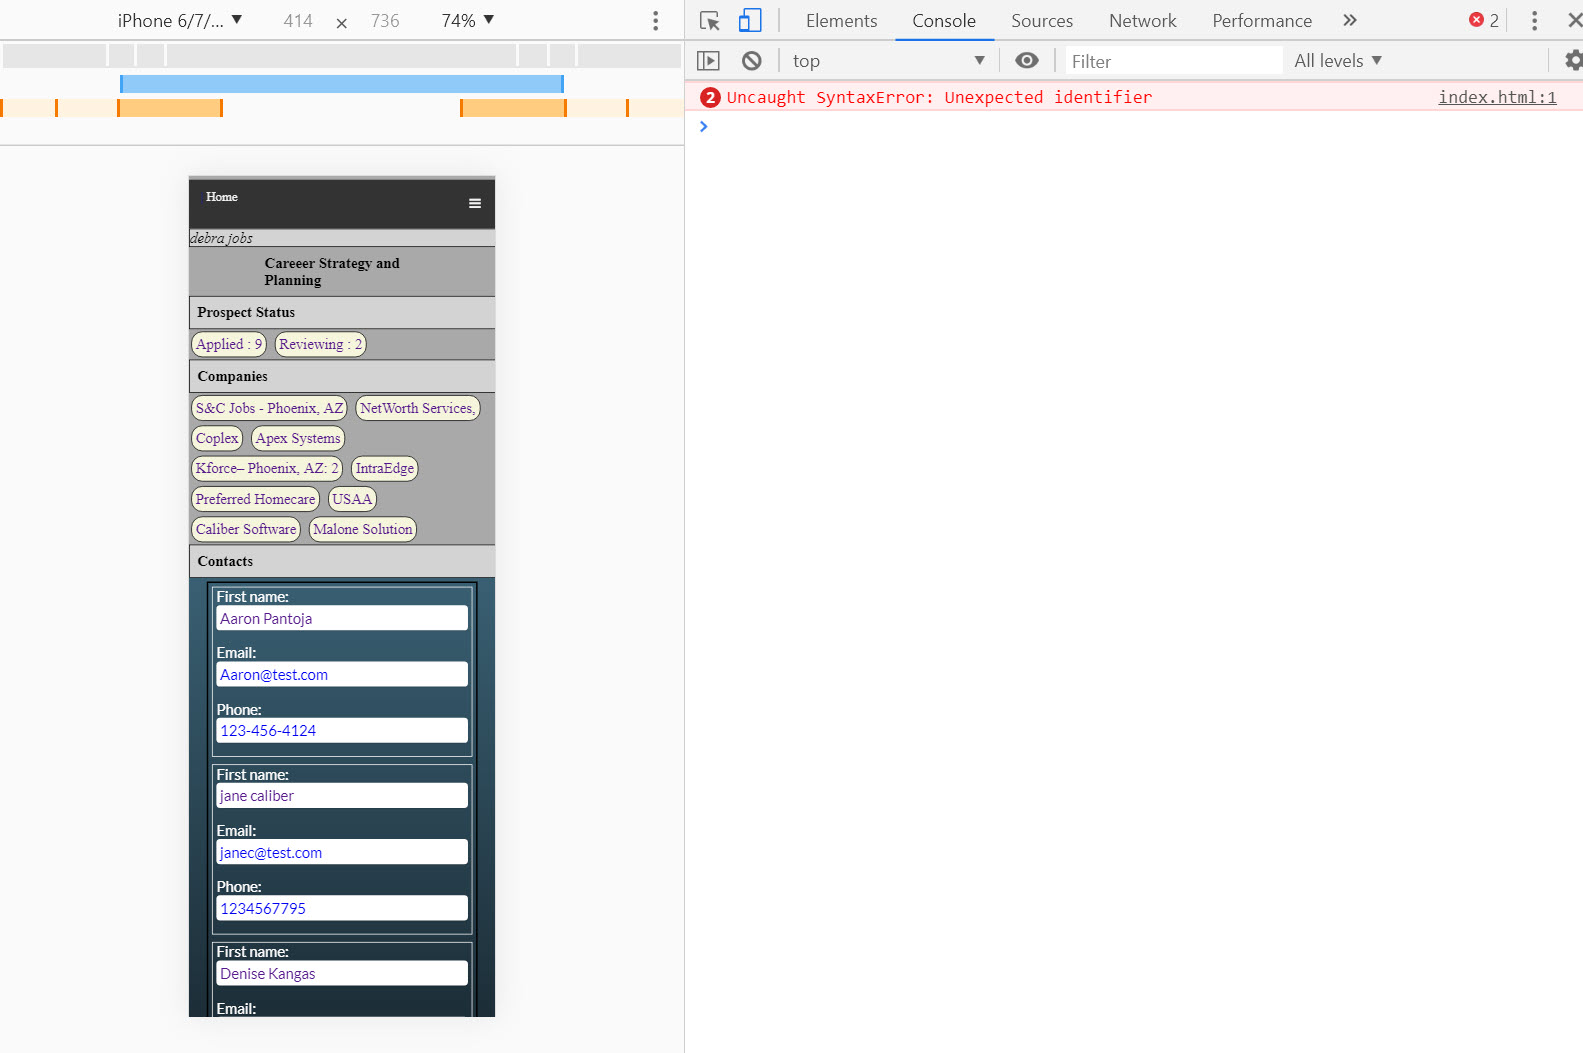 iPhone 6/7/... ▼ 414 × 736 74% ▼
Elements Console Sources Network Performance » 2
top ▼ Filter All levels ▼
2 Uncaught SyntaxError: Unexpected identifier index.html:1
Home
debra jobs
Careeer Strategy and
Planning
Prospect Status
Applied : 9 Reviewing : 2
Companies
S&C Jobs - Phoenix, AZ NetWorth Services,
Coplex Apex Systems
Kforce– Phoenix, AZ: 2 IntraEdge
Preferred Homecare USAA
Caliber Software Malone Solution
Contacts
First name:
Aaron Pantoja
Email:
Aaron@test.com
Phone:
123-456-4124
First name:
jane caliber
Email:
janec@test.com
Phone:
1234567795
First name:
Denise Kangas
Email: